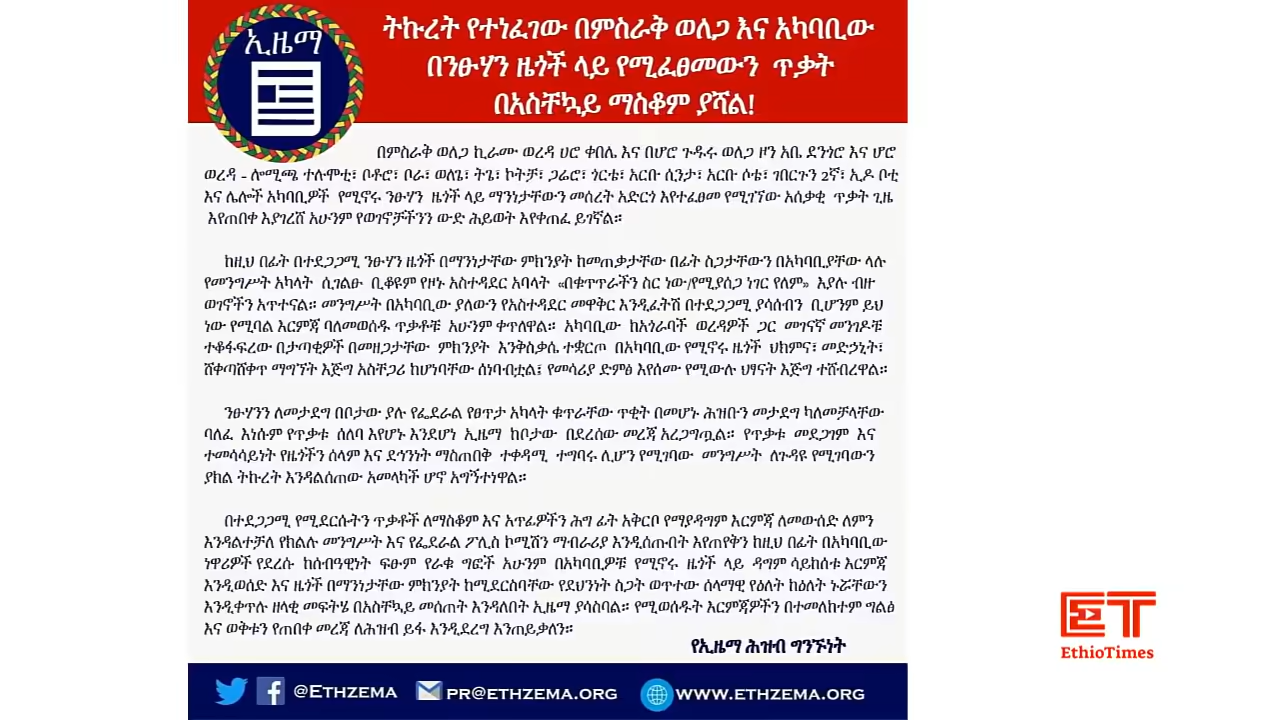 ኢዜማ
ትኩረት የተነፈገው በምስራቅ ወለጋ እና አካባቢው
በንፁሃን ዜጎች ላይ የሚፈፀመውን ጥቃት
በአስቸኳይ ማስቆም ያሻል!
በምስራቅ ወለጋ ኪራሙ ወረዳ ሀሮ ቀበሌ እና በሆሮ ጉዱሩ ወለጋ ዞን አቤ ደንጎሮ እና ሆሮ
ወረዳ - ሎሚጫ ተሉሞቲ፣ ቦቶሮ፣ ቦራ፣ ወለጌ፣ ትጌ፣ ኮትቻ፣ ጋሬሮ፣ ጎርቴ፣ አርቡ ሲንታ፣ አርቡ ሶቴ፣ ገበርጉን 2ኛ፣ ኢዶ ቦቲ
እና ሌሎች አካባቢዎች የሚኖሩ ንፁሃን ዜጎች ላይ ማንነታቸውን መሰረት አድርጎ እየተፈፀመ የሚገኘው አሰቃቂ ጥቃት ጊዜ
እየጠበቀ እያገረሸ አሁንም የወገኖቻችንን ውድ ሕይወት እየቀጠፈ ይገኛል።
ከዚህ በፊት በተደጋጋሚ ንፁሃን ዜጎች በማንነታቸው ምክንያት ከመጠቃታቸው በፊት ስጋታቸውን በአካባቢያቸው ላሉ
የመንግሥት አካላት ሲገልፁ ቢቆዩም የዞኑ አስተዳደር አባላት «በቁጥጥራችን ስር ነው/የሚያሰጋ ነገር የለም» እያሉ ብዙ
ወገኖችን አጥተናል። መንግሥት በአካባቢው ያለውን የአስተዳደር መዋቅር እንዲፈትሽ በተደጋጋሚ ያሳሰብን ቢሆንም ይህ
ነው የሚባል እርምጃ ባለመወሰዱ ጥቃቶቹ አሁንም ቀጥለዋል። አካባቢው ከአጎራባች ወረዳዎች ጋር መገናኛ መንገዶቹ
ተቆፋፍረው በታጣቂዎች በመዘጋታቸው ምክንያት እንቅስቃሴ ተቋርጦ በአካባቢው የሚኖሩ ዜጎች ህክምና፣ መድኃኒት፣
ሸቀጣሸቀጥ ማግኘት እጅግ አስቸጋሪ ከሆነባቸው ሰነባብቷል፤ የመሳሪያ ድምፅ እየሰሙ የሚውሉ ህፃናት እጅግ ተሸብረዋል።
ንፁሃንን ለመታደግ በቦታው ያሉ የፌደራል የፀጥታ አካላት ቁጥራቸው ጥቂት በመሆኑ ሕዝቡን መታደግ ካለመቻላቸው
ባለፈ እነሱም የጥቃቱ ሰለባ እየሆኑ እንደሆነ ኢዜማ ከቦታው በደረሰው መረጃ አረጋግጧል። የጥቃቱ መደጋገም እና
ተመሳሳይነት የዜጎችን ሰላም እና ደኅንነት ማስጠበቅ ተቀዳሚ ተግባሩ ሊሆን የሚገባው መንግሥት ለጉዳዩ የሚገባውን
ያክል ትኩረት እንዳልሰጠው አመላካች ሆኖ አግኝተነዋል።
በተደጋጋሚ የሚደርሱትን ጥቃቶች ለማስቆም እና አጥፊዎችን ሕግ ፊት አቅርቦ የማያዳግም እርምጃ ለመውሰድ ለምን
እንዳልተቻለ የክልሉ መንግሥት እና የፌደራል ፖሊስ ኮሚሽን ማብራሪያ እንዲሰጡበት እየጠየቅን ከዚህ በፊት በአካባቢው
ነዋሪዎች የደረሱ ከሰብዓዊነት ፍፁም የራቁ ግፎች አሁንም በአካባቢዎቹ የሚኖሩ ዜጎች ላይ ዳግም ሳይከሰቱ እርምጃ
እንዲወሰድ እና ዜጎች በማንነታቸው ምክንያት ከሚደርስባቸው የደህንነት ስጋት ወጥተው ሰላማዊ የዕለት ከዕለት ኑሯቸውን
እንዲቀጥሉ ዘላቂ መፍትሄ በአስቸኳይ መሰጠት እንዳለበት ኢዜማ ያሳስባል። የሚወሰዱት እርምጃዎችን በተመለከተም ግልፅ
እና ወቅቱን የጠበቀ መረጃ ለሕዝብ ይፋ እንዲደረግ እንጠይቃለን።
የኢዜማ ሕዝብ ግንኙነት
@ETHZEMA PR@ETHZEMA.ORG WWW.ETHZEMA.ORG
ET
EthioTimes